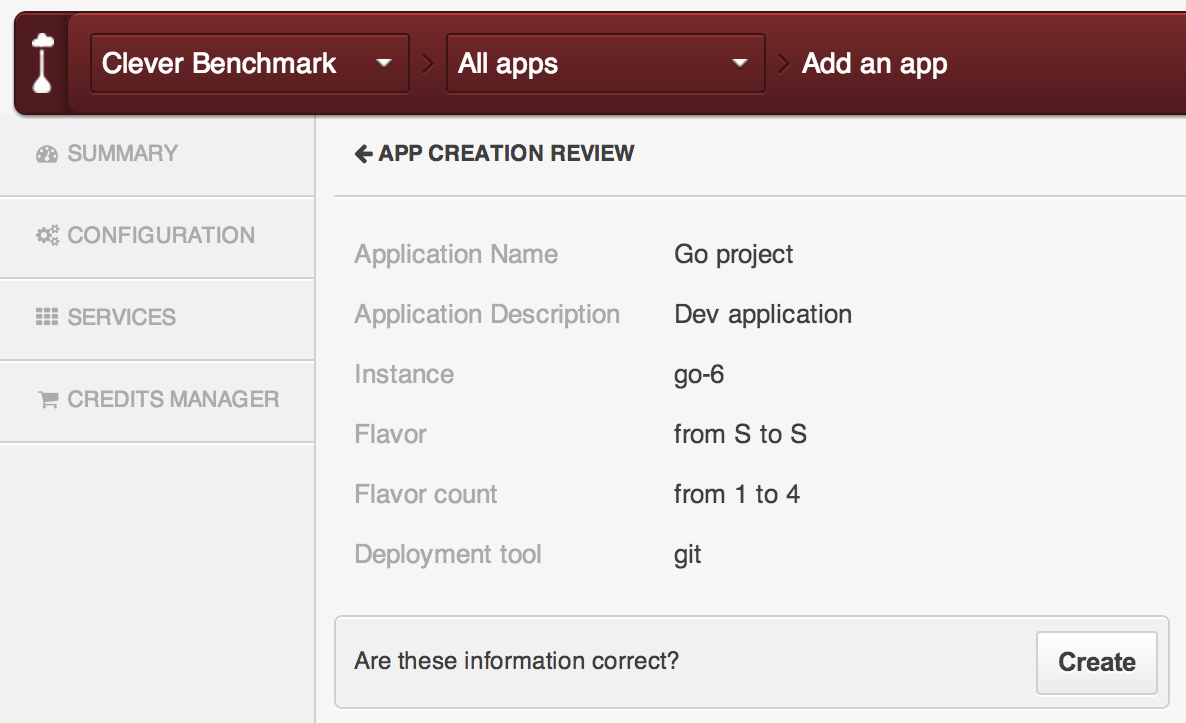 Clever Benchmark All apps Add an app
SUMMARY
CONFIGURATION
SERVICES
CREDITS MANAGER
APP CREATION REVIEW
Application Name Go project
Application Description Dev application
Instance go-6
Flavor from S to S
Flavor count from 1 to 4
Deployment tool git
Are these information correct? Create